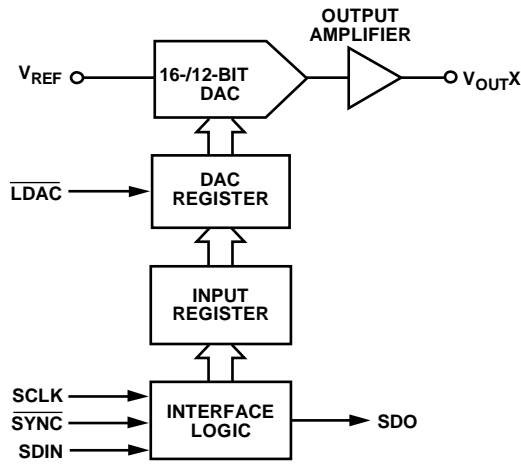 OUTPUT
AMPLIFIER
VREF
16-/12-BIT
DAC
VOUTX
LDAC
DAC
REGISTER
INPUT
REGISTER
SCLK
SYNC
SDIN
INTERFACE
LOGIC
SDO